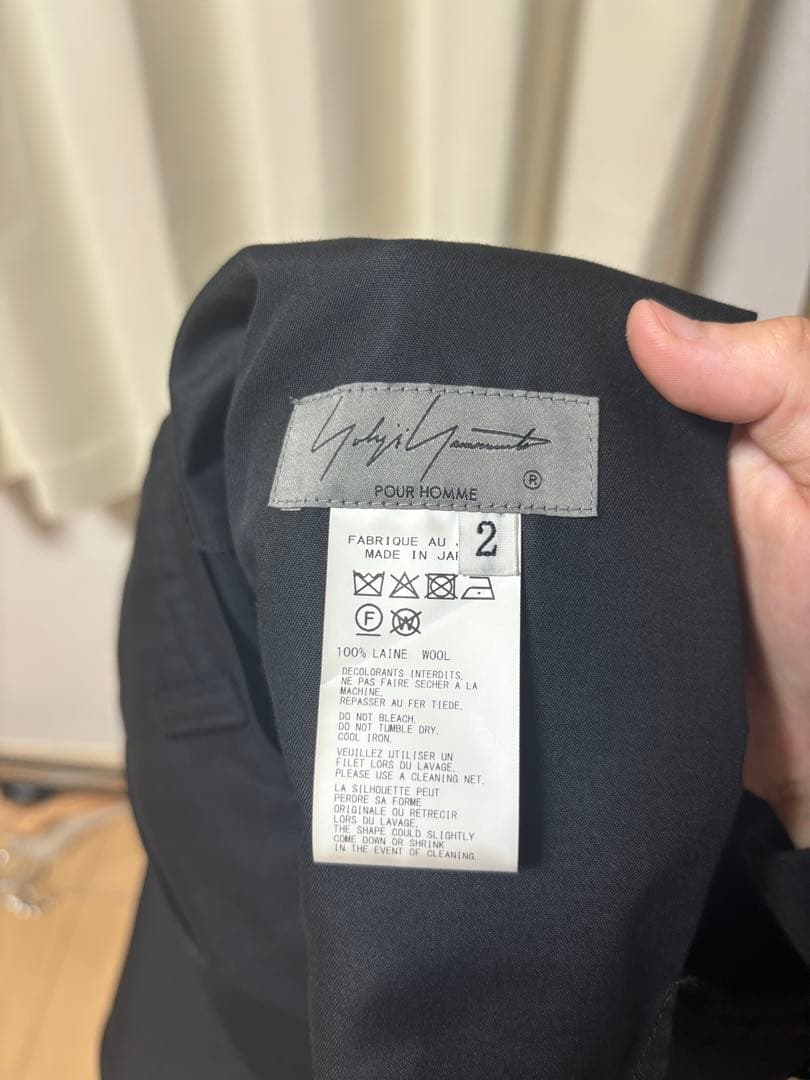 Yohji Yamamoto
®
POUR HOMME
2
FABRIQUE AU
MADE IN
F
W
100% LAINE WOOL
DECOLORANTS INTERDITS.
NE PAS FAIRE SECHER A LA
MACHINE.
REPASSER AU FER TIEDE.
DO NOT BLEACH.
DO NOT TUMBLE DRY.
COOL IRON.
VEUILLEZ UTILISER UN
FILET LORS DU LAVAGE.
PLEASE USE A CLEANING NET.
LA SILHOUETTE PEUT
PERDRE SA FORME
ORIGINALE OU RETRECIR
LORS DU LAVAGE.
THE SHAPE COULD SLIGHTLY
COME DOWN OR SHRINK
IN THE EVENT OF CLEANING.